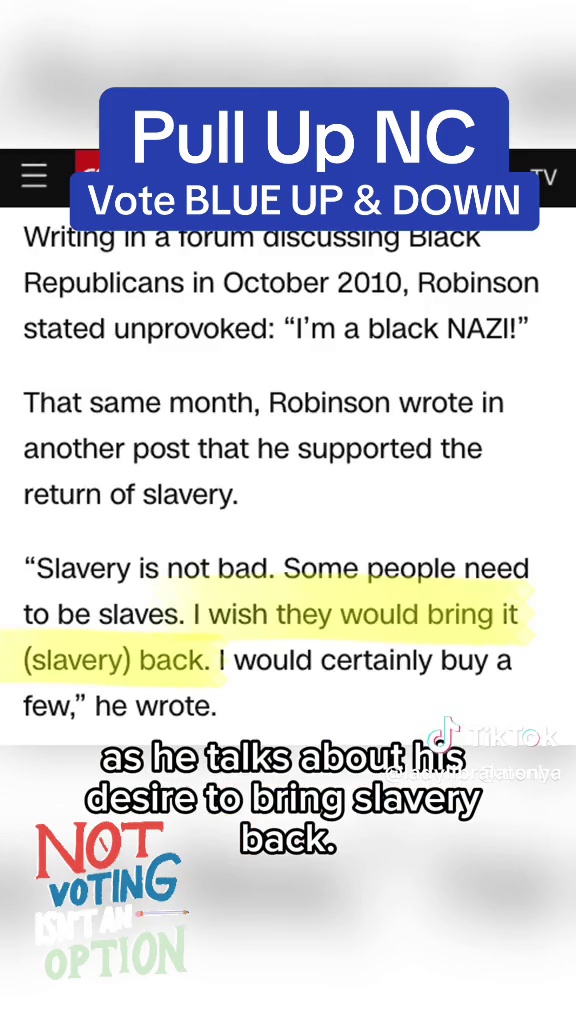 Pull Up NC
Vote BLUE UP & DOWN
TV
Writing in a forum discussing Black
Republicans in October 2010, Robinson
stated unprovoked: “I’m a black NAZI!”
That same month, Robinson wrote in
another post that he supported the
return of slavery.
“Slavery is not bad. Some people need
to be slaves. I wish they would bring it
(slavery) back. I would certainly buy a
few,” he wrote.
TikTok
as he talks about his
desire to bring slavery
back.
NOT
VOTING
ISN'T AN
OPTION